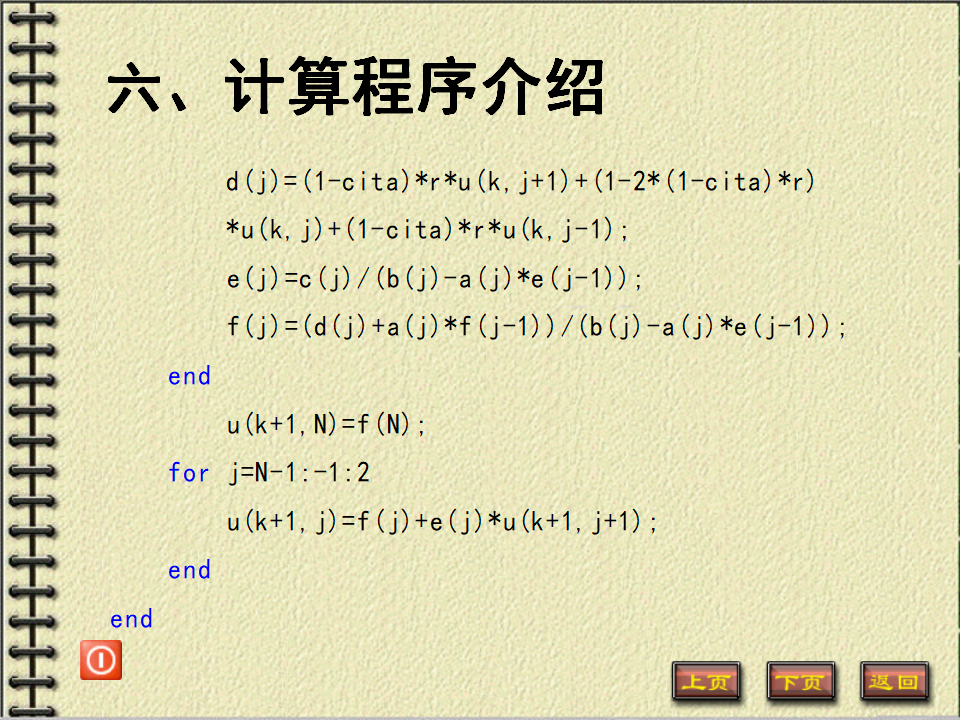 六、计算程序介绍
d(j)=(1-cita)*r*u(k,j+1)+(1-2*(1-cita)*r)
*u(k,j)+(1-cita)*r*u(k,j-1);
e(j)=c(j)/(b(j)-a(j)*e(j-1));
f(j)=(d(j)+a(j)*f(j-1))/(b(j)-a(j)*e(j-1));
end
u(k+1,N)=f(N);
for j=N-1:-1:2
u(k+1,j)=f(j)+e(j)*u(k+1,j+1);
end
end
上页 下页 返回